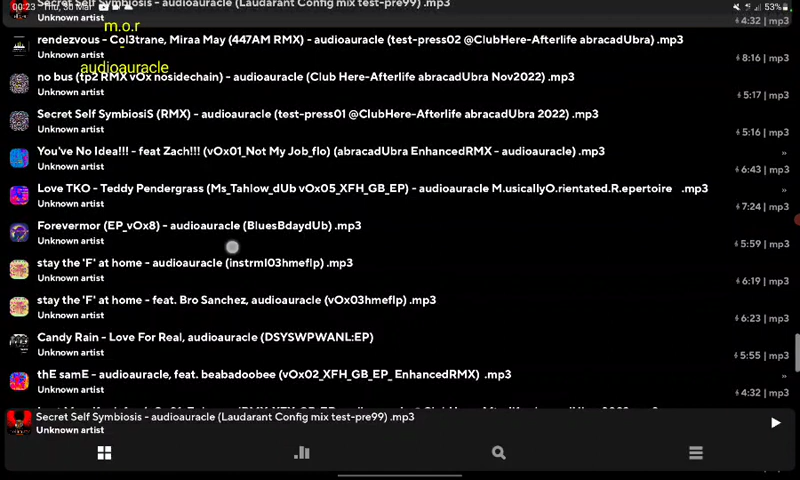 00:23 Thu, 30 Mar 53%
Secret Self Symbiosis - audioauracle (Laudarant Config mix test-pre99) .mp3
Unknown artist
4:32 | mp3
m.o.r
-
audioauracle
rendezvous - Col3trane, Miraa May (447AM RMX) - audioauracle (test-press02 @ClubHere-Afterlife abracadUbra) .mp3
Unknown artist
8:16 | mp3
no bus (tp2 RMX vOx nosidechain) - audioauracle (Club Here-Afterlife abracadUbra Nov2022) .mp3
Unknown artist
5:17 | mp3
Secret Self SymbiosiS (RMX) - audioauracle (test-press01 @ClubHere-Afterlife abracadUbra 2022) .mp3
Unknown artist
5:16 | mp3
You've No Idea!!! - feat Zach!!! (vOx01_Not My Job_flo) (abracadUbra EnhancedRMX - audioauracle) .mp3
Unknown artist
6:43 | mp3
Love TKO - Teddy Pendergrass (Ms_Tahlow_dUb vOx05_XFH_GB_EP) - audioauracle M.usicallyO.rientated.R.epertoire .mp3
Unknown artist
7:24 | mp3
Forevermor (EP_vOx8) - audioauracle (BluesBdaydUb) .mp3
Unknown artist
5:59 | mp3
stay the 'F' at home - audioauracle (instrml03hmeflp) .mp3
Unknown artist
6:19 | mp3
stay the 'F' at home - feat. Bro Sanchez, audioauracle (vOx03hmeflp) .mp3
Unknown artist
6:23 | mp3
Candy Rain - Love For Real, audioauracle (DSYSWPWANL:EP)
Unknown artist
5:55 | mp3
thE samE - audioauracle, feat. beabadoobee (vOx02_XFH_GB_EP_ EnhancedRMX) .mp3
Unknown artist
4:32 | mp3
Secret Self Symbiosis - audioauracle (Laudarant Config mix test-pre99) .mp3
Unknown artist